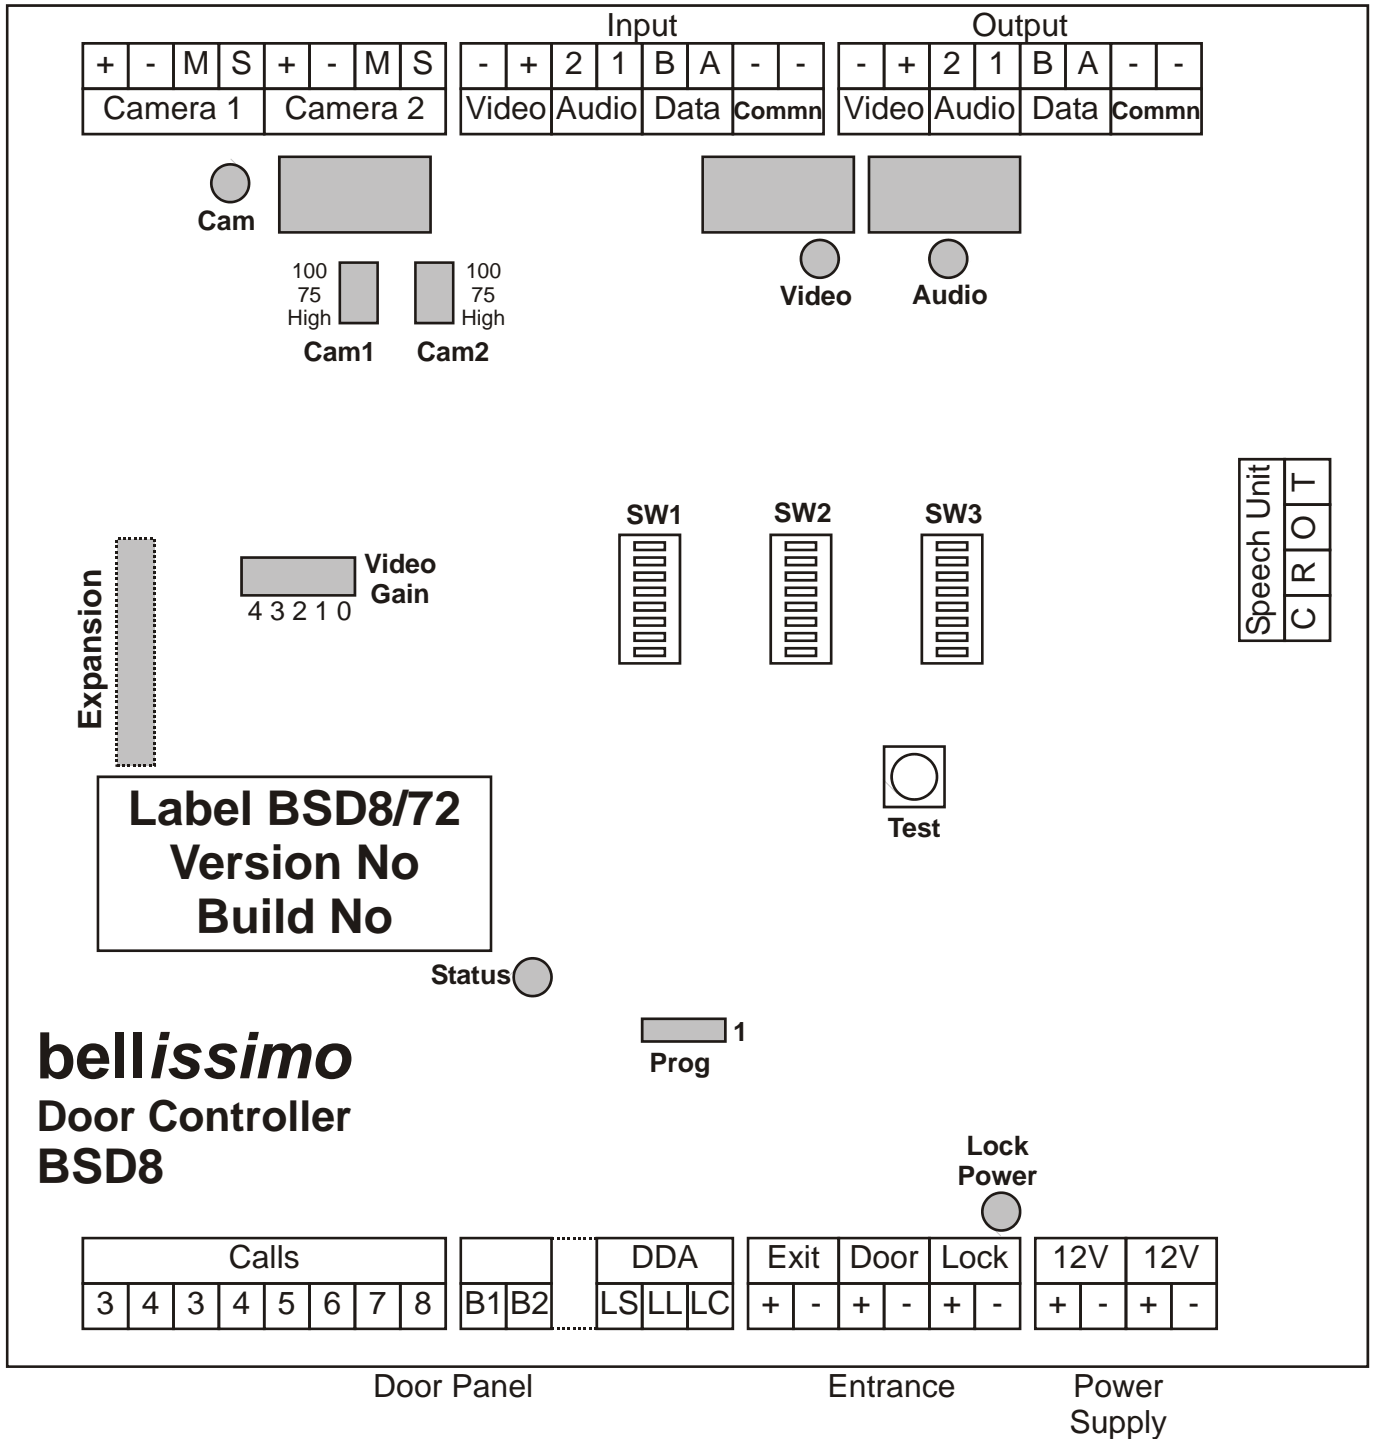 Input Output
+ - M S + - M S - + 2 1 B A - - - + 2 1 B A - -
Camera 1 Camera 2 Video Audio Data Commn Video Audio Data Commn
Cam
Video Audio
100 100
75 75
High High
Cam1 Cam2
SW1 SW2 SW3
Speech Unit
C R O T
Expansion
Video
Gain
4 3 2 1 0
Test
Label BSD8/72
Version No
Build No
Status
1
Prog
bellissimo
Door Controller
BSD8
Lock
Power
Calls DDA Exit Door Lock 12V 12V
3 4 3 4 5 6 7 8 B1 B2 LS LL LC + - + - + - + - + -
Door Panel Entrance Power
Supply